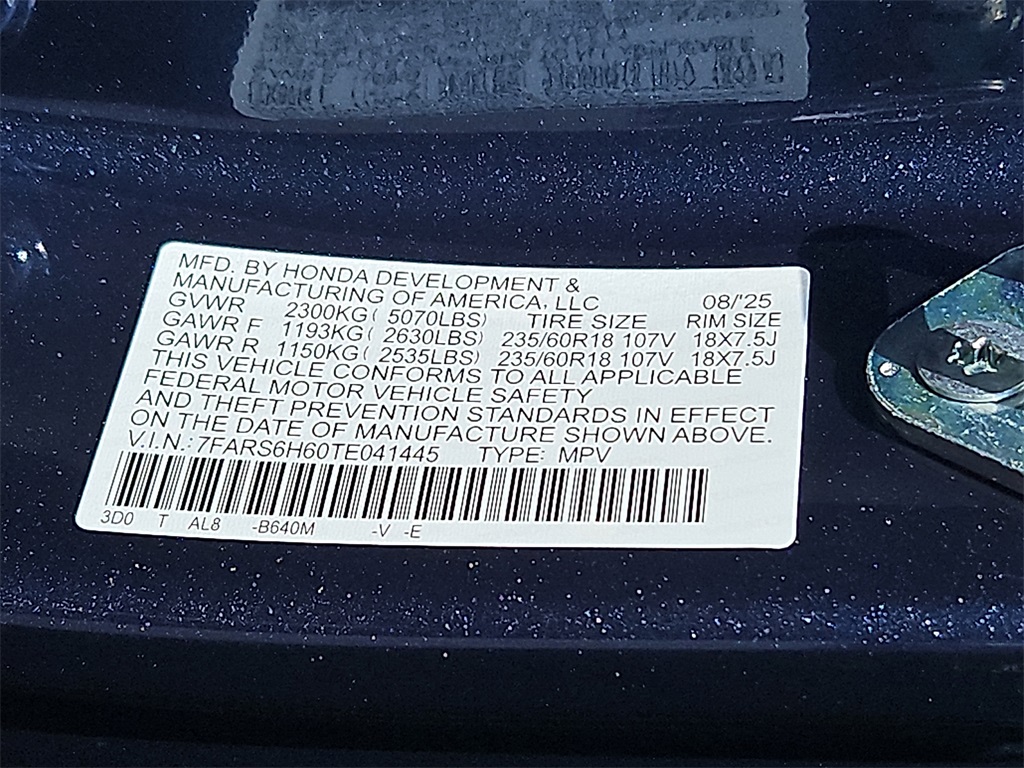 MFD. BY HONDA DEVELOPMENT &
MANUFACTURING OF AMERICA, LLC 08/'25
GVWR 2300KG( 5070LBS) TIRE SIZE RIM SIZE
GAWR F 1193KG( 2630LBS) 235/60R18 107V 18X7.5J
GAWR R 1150KG( 2535LBS) 235/60R18 107V 18X7.5J
THIS VEHICLE CONFORMS TO ALL APPLICABLE
FEDERAL MOTOR VEHICLE SAFETY
AND THEFT PREVENTION STANDARDS IN EFFECT
ON THE DATE OF MANUFACTURE SHOWN ABOVE.
V.I.N.: 7FARS6H60TE041445 TYPE: MPV
3D0 T AL8 -B640M -V -E